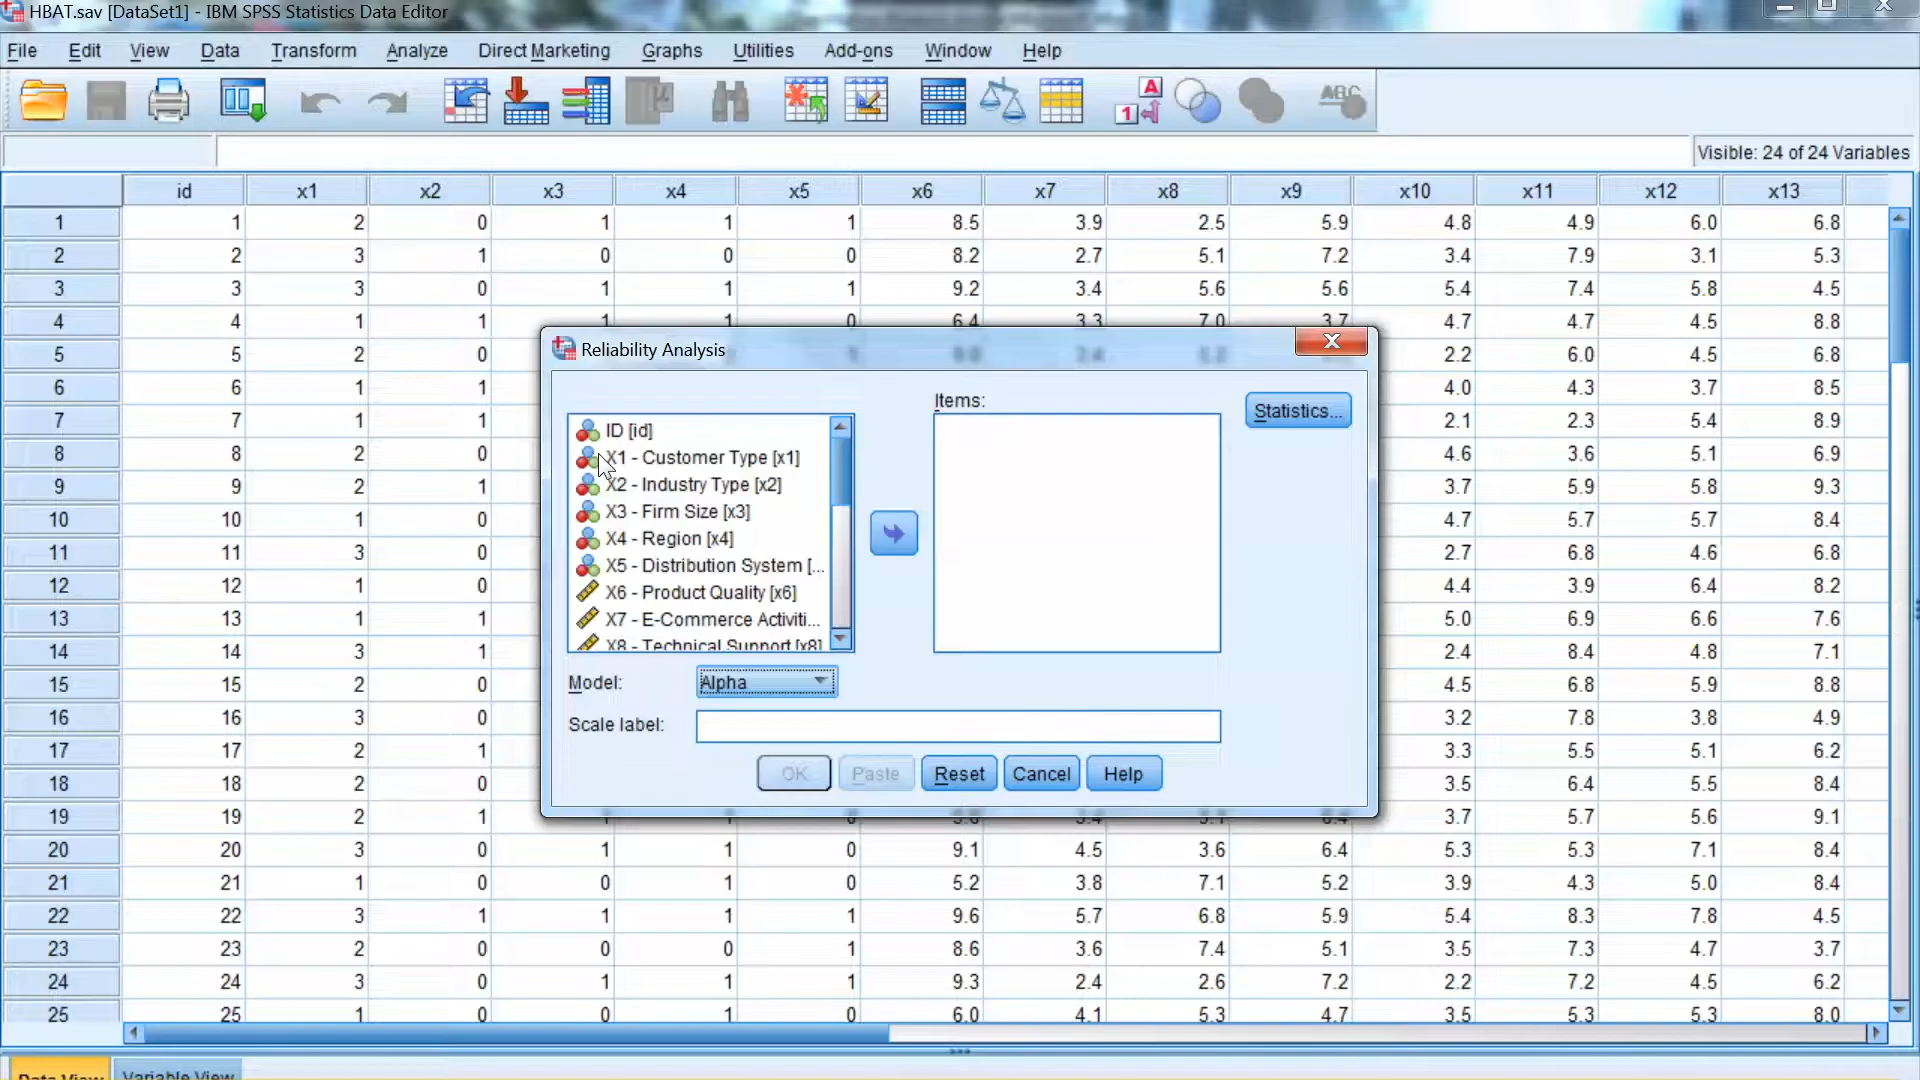 HBAT.sav [DataSet1] - IBM SPSS Statistics Data Editor
File Edit View Data Transform Analyze Direct Marketing Graphs Utilities Add-ons Window Help
A
1
ABC
Visible: 24 of 24 Variables
id x1 x2 x3 x4 x5 x6 x7 x8 x9 x10 x11 x12 x13
1 1 2 0 1 1 1 8.5 3.9 2.5 5.9 4.8 4.9 6.0 6.8
2 2 3 1 0 0 0 8.2 2.7 5.1 7.2 3.4 7.9 3.1 5.3
3 3 3 0 1 1 1 9.2 3.4 5.6 5.6 5.4 7.4 5.8 4.5
4 4 1 1 1 1 0 6.4 3.3 7.0 3.7 4.7 4.7 4.5 8.8
5 5 2 0 2.2 6.0 4.5 6.8
6 6 1 1 4.0 4.3 3.7 8.5
7 7 1 1 2.1 2.3 5.4 8.9
8 8 2 0 4.6 3.6 5.1 6.9
9 9 2 1 3.7 5.9 5.8 9.3
10 10 1 0 4.7 5.7 5.7 8.4
11 11 3 0 2.7 6.8 4.6 6.8
12 12 1 0 4.4 3.9 6.4 8.2
13 13 1 1 5.0 6.9 6.6 7.6
14 14 3 1 2.4 8.4 4.8 7.1
15 15 2 0 4.5 6.8 5.9 8.8
16 16 3 0 3.2 7.8 3.8 4.9
17 17 2 1 3.3 5.5 5.1 6.2
18 18 2 0 3.5 6.4 5.5 8.4
19 19 2 1 3.7 5.7 5.6 9.1
20 20 3 0 1 1 0 9.1 4.5 3.6 6.4 5.3 5.3 7.1 8.4
21 21 1 0 0 1 0 5.2 3.8 7.1 5.2 3.9 4.3 5.0 8.4
22 22 3 1 1 1 1 9.6 5.7 6.8 5.9 5.4 8.3 7.8 4.5
23 23 2 0 0 0 1 8.6 3.6 7.4 5.1 3.5 7.3 4.7 3.7
24 24 3 0 1 1 1 9.3 2.4 2.6 7.2 2.2 7.2 4.5 6.2
25 25 1 0 0 1 0 6.0 4.1 5.3 4.7 3.5 5.3 5.3 8.0
Reliability Analysis
Items:
Statistics...
ID [id]
X1 - Customer Type [x1]
X2 - Industry Type [x2]
X3 - Firm Size [x3]
X4 - Region [x4]
X5 - Distribution System [...
X6 - Product Quality [x6]
X7 - E-Commerce Activiti...
X8 - Technical Support [x8]
Model: Alpha
Scale label:
OK Paste Reset Cancel Help
Data View Variable View